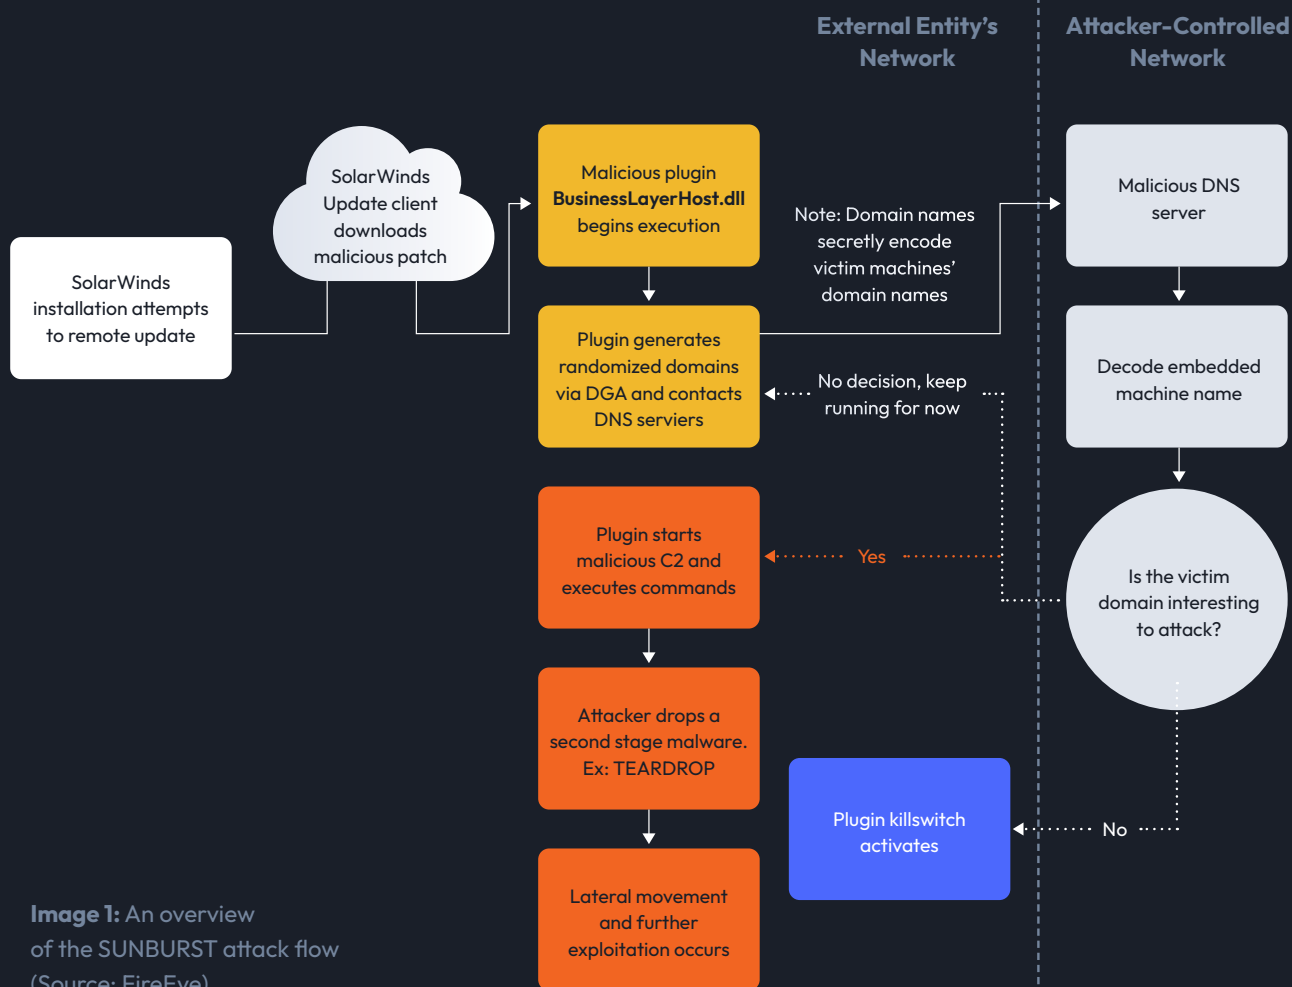 External Entity’s
Network
Attacker-Controlled
Network
SolarWinds
installation attempts
to remote update
SolarWinds
Update client
downloads
malicious patch
Malicious plugin
BusinessLayerHost.dll
begins execution
Plugin generates
randomized domains
via DGA and contacts
DNS serviers
Note: Domain names
secretly encode
victim machines’
domain names
Malicious DNS
server
Decode embedded
machine name
Is the victim
domain interesting
to attack?
No decision, keep
running for now
Yes
Plugin starts
malicious C2 and
executes commands
Attacker drops a
second stage malware.
Ex: TEARDROP
Lateral movement
and further
exploitation occurs
No
Plugin killswitch
activates
Image 1: An overview
of the SUNBURST attack flow
(Source: FireEye)